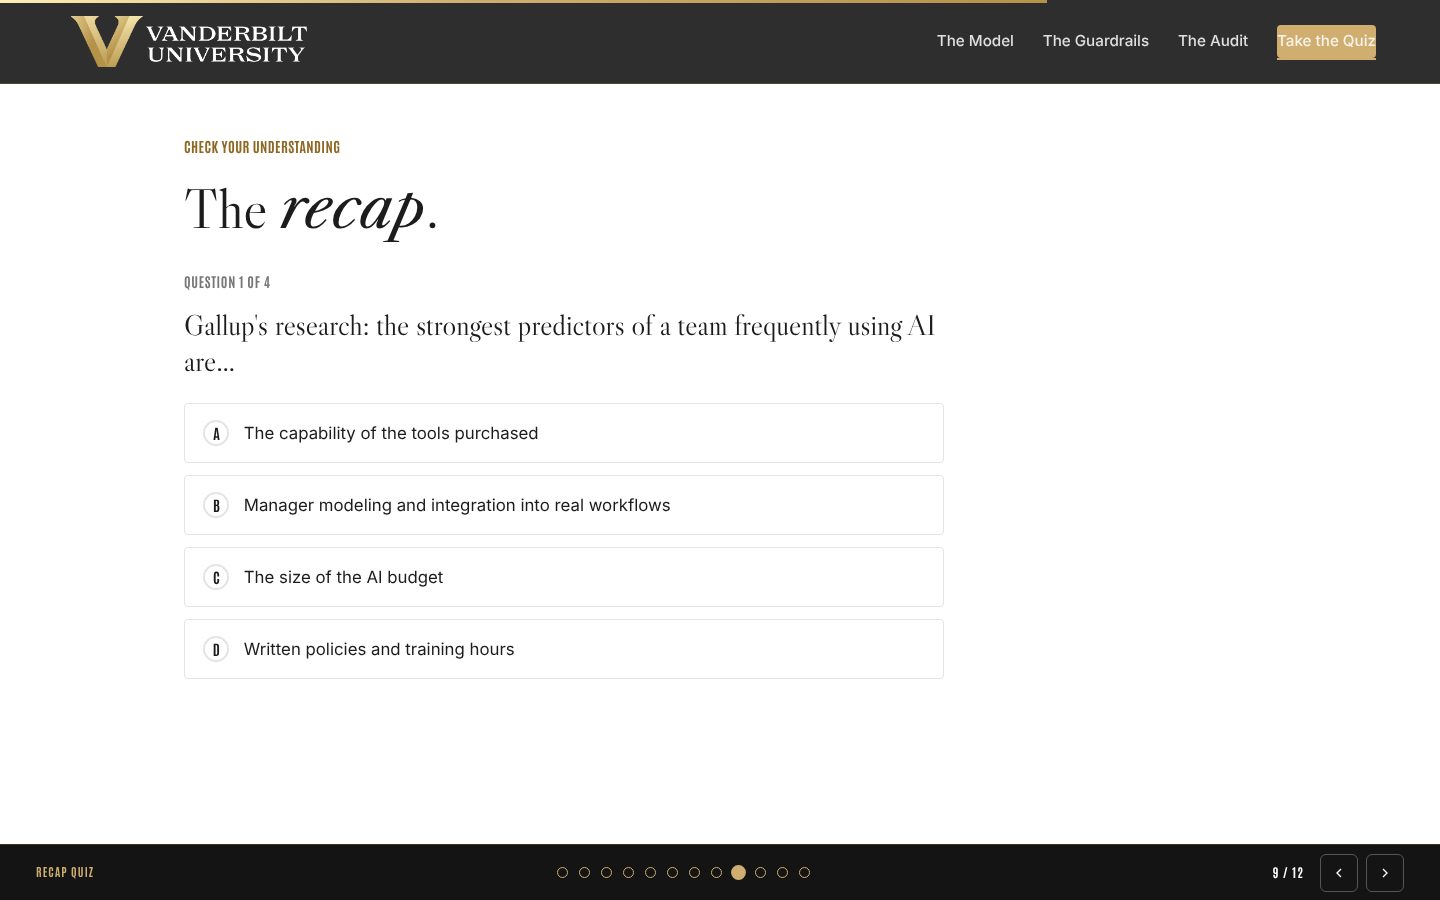 VANDERBILT
UNIVERSITY
The Model
The Guardrails
The Audit
Take the Quiz
CHECK YOUR UNDERSTANDING
The recap.
QUESTION 1 OF 4
Gallup's research: the strongest predictors of a team frequently using AI
are...
A The capability of the tools purchased
B Manager modeling and integration into real workflows
C The size of the AI budget
D Written policies and training hours
RECAP QUIZ
9 / 12